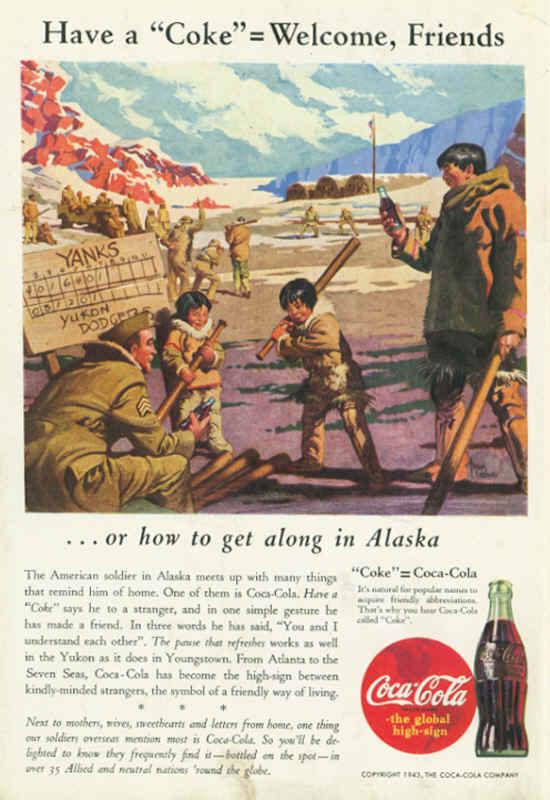 Have a “Coke” = Welcome, Friends
YANKS
YUKON
DODGERS
. . . or how to get along in Alaska
The American soldier in Alaska meets up with many things
that remind him of home. One of them is Coca-Cola. Have a
“Coke” says he to a stranger, and in one simple gesture he
has made a friend. In three words he has said, “You and I
understand each other”. The pause that refreshes works as well
in the Yukon as it does in Youngstown. From Atlanta to the
Seven Seas, Coca-Cola has become the high-sign between
kindly-minded strangers, the symbol of a friendly way of living.
* * *
Next to mothers, wives, sweethearts and letters from home, one thing
our soldiers overseas mention most is Coca-Cola. So you'll be de-
lighted to know they frequently find it—bottled on the spot—in
over 35 Allied and neutral nations 'round the globe.
“Coke” = Coca-Cola
It's natural for popular names to
acquire friendly abbreviations.
That's why you hear Coca-Cola
called “Coke”.
Coca-Cola
-the global
high-sign
Coca-Cola
COPYRIGHT 1943, THE COCA-COLA COMPANY